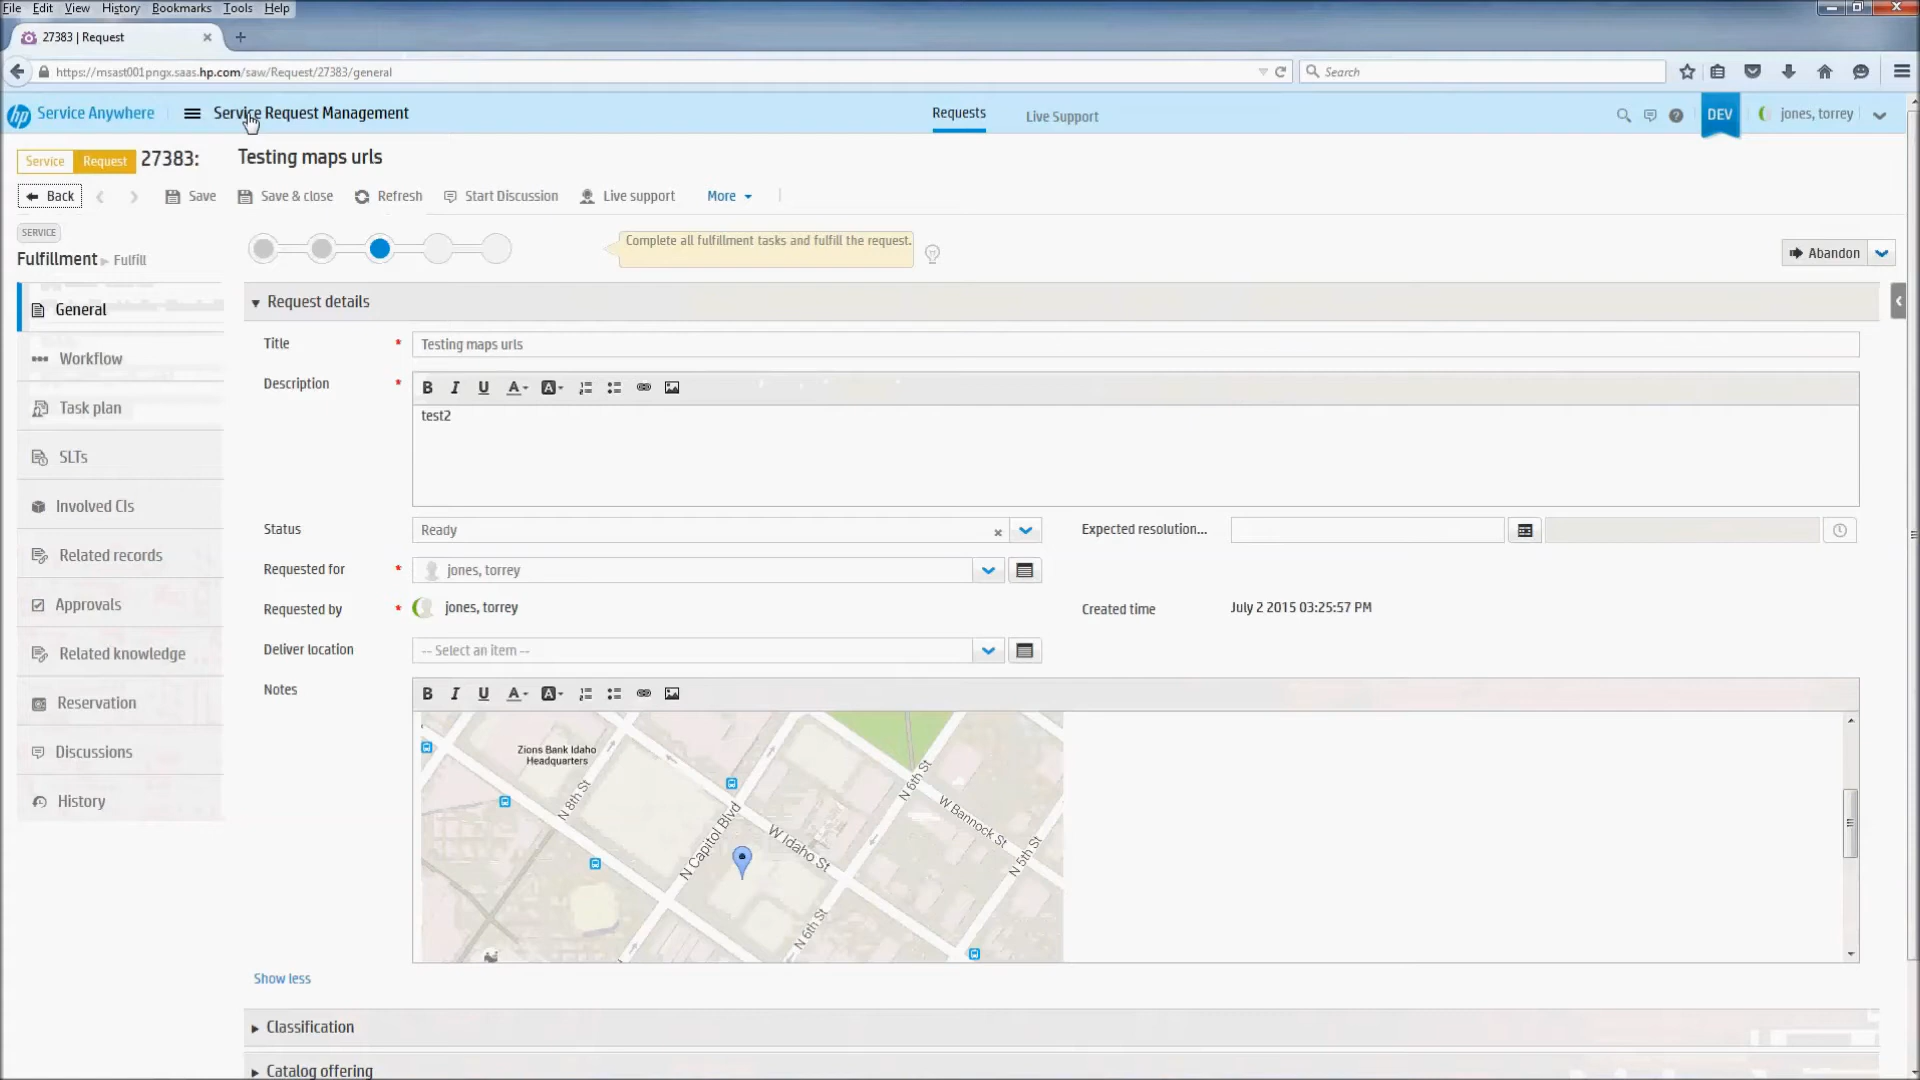 File Edit View History Bookmarks Tools Help
27383 | Request
https://msast001pngx.saas.hp.com/saw/Request/27383/general
Search
hp Service Anywhere Service Request Management Requests Live Support DEV jones, torrey
Service Request 27383: Testing maps urls
Back Save Save & close Refresh Start Discussion Live support More
SERVICE
Fulfillment Fulfill
Complete all fulfillment tasks and fulfill the request.
Abandon
General
Workflow
Task plan
SLTs
Involved CIs
Related records
Approvals
Related knowledge
Reservation
Discussions
History
Request details
Title * Testing maps urls
Description * B I U A A
test2
Status Ready Expected resolution...
Requested for * jones, torrey
Requested by * jones, torrey Created time July 2 2015 03:25:57 PM
Deliver location -- Select an item --
Notes B I U A A
Zions Bank Idaho
Headquarters
N 8th St
N Capitol Blvd
W Idaho St
N 6th St
W Bannock St
N 5th St
N 6th St
Show less
Classification
Catalog offering